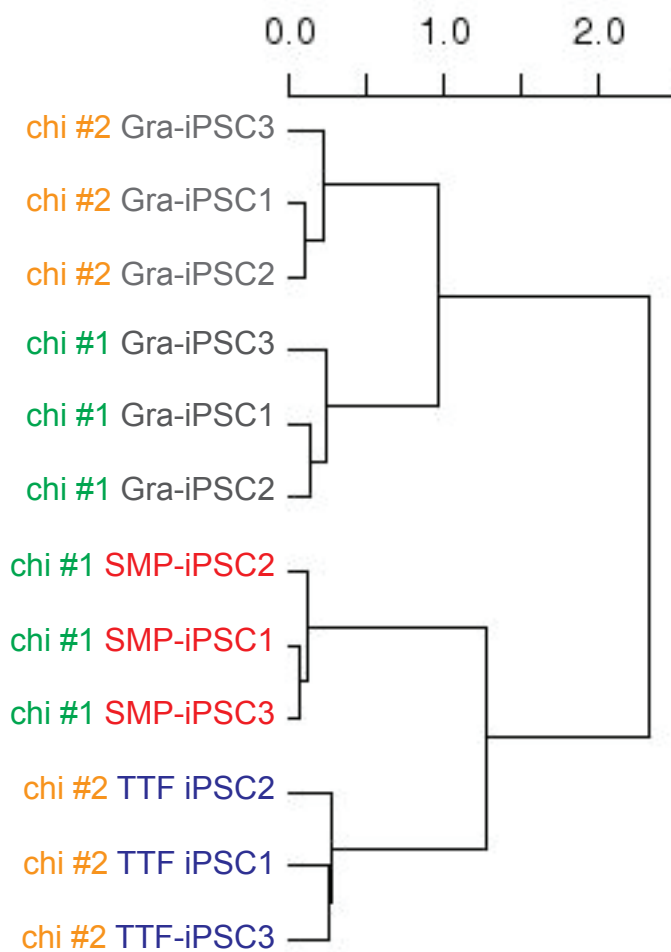 0.0 1.0 2.0
chi #2 Gra-iPSC3
chi #2 Gra-iPSC1
chi #2 Gra-iPSC2
chi #1 Gra-iPSC3
chi #1 Gra-iPSC1
chi #1 Gra-iPSC2
chi #1 SMP-iPSC2
chi #1 SMP-iPSC1
chi #1 SMP-iPSC3
chi #2 TTF iPSC2
chi #2 TTF iPSC1
chi #2 TTF-iPSC3